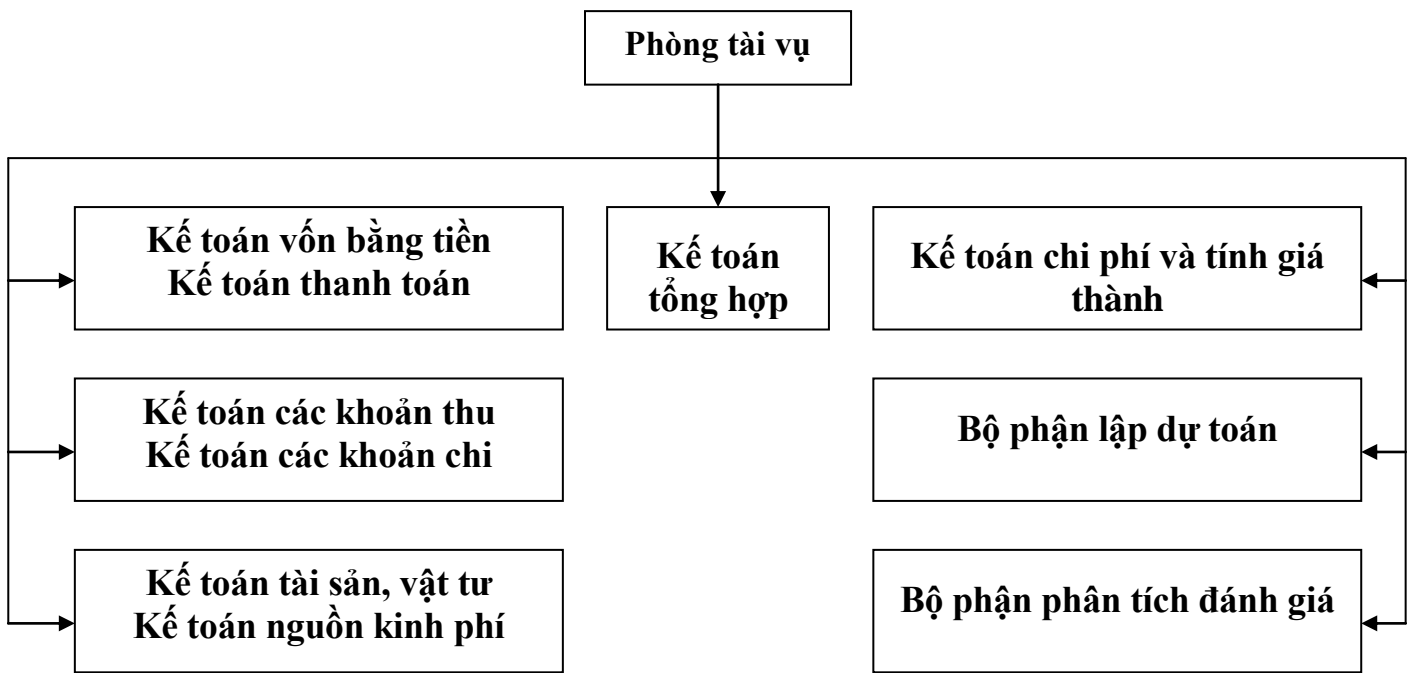 Phòng tài vụ
Kế toán vốn bằng tiền
Kế toán thanh toán
Kế toán
tổng hợp
Kế toán chi phí và tính giá
thành
Kế toán các khoản thu
Kế toán các khoản chi
Bộ phận lập dự toán
Kế toán tài sản, vật tư
Kế toán nguồn kinh phí
Bộ phận phân tích đánh giá